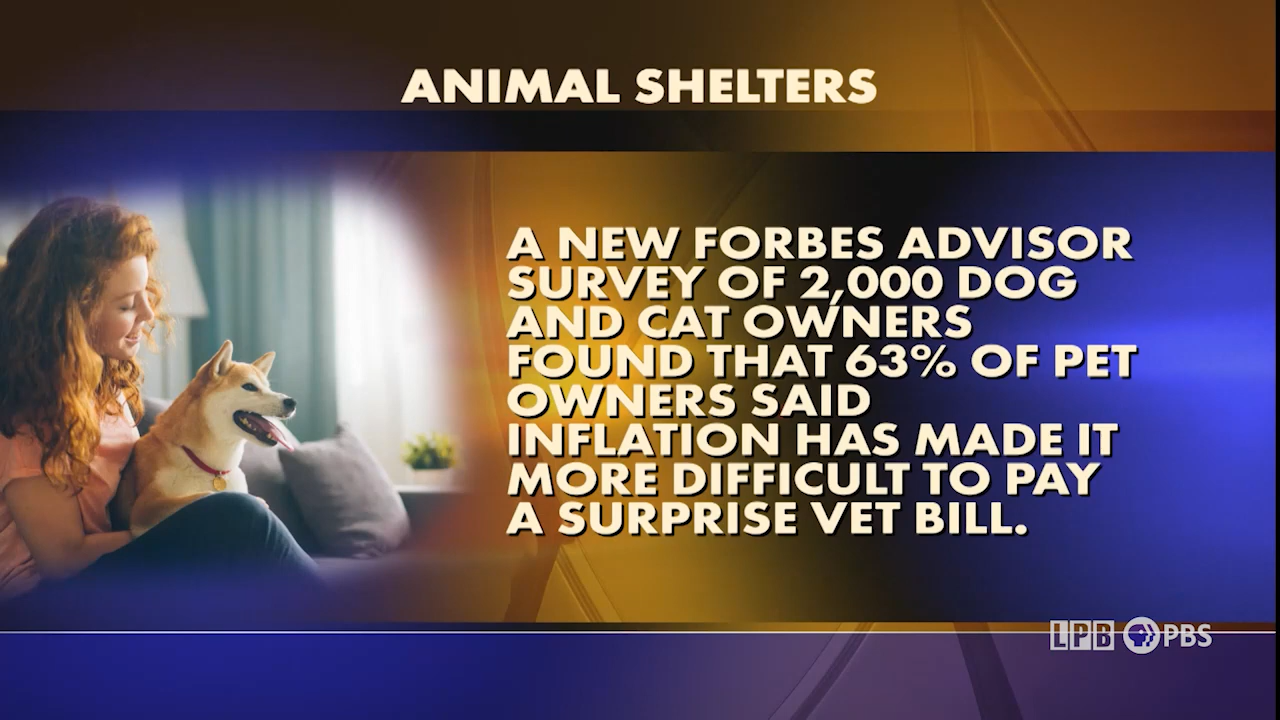 ANIMAL SHELTERS
A NEW FORBES ADVISOR
SURVEY OF 2,000 DOG
AND CAT OWNERS
FOUND THAT 63% OF PET
OWNERS SAID
INFLATION HAS MADE IT
MORE DIFFICULT TO PAY
A SURPRISE VET BILL.
LPB PBS